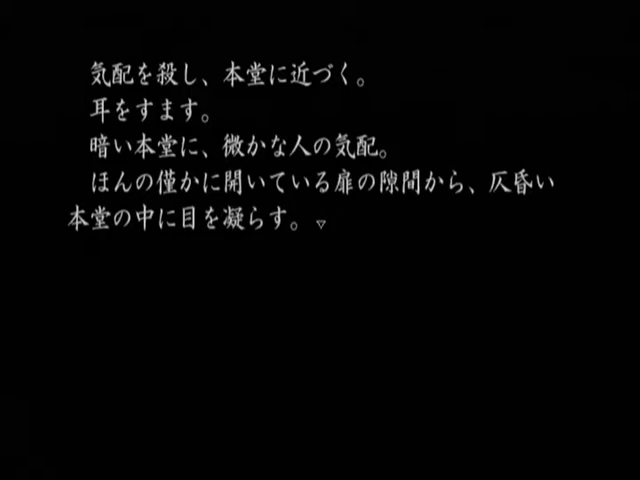 気配を殺し、本堂に近づく。
耳をすます。
暗い本堂に、微かな人の気配。
ほんの僅かに開いている扉の隙間から、仄昏い
本堂の中に目を凝らす。▿